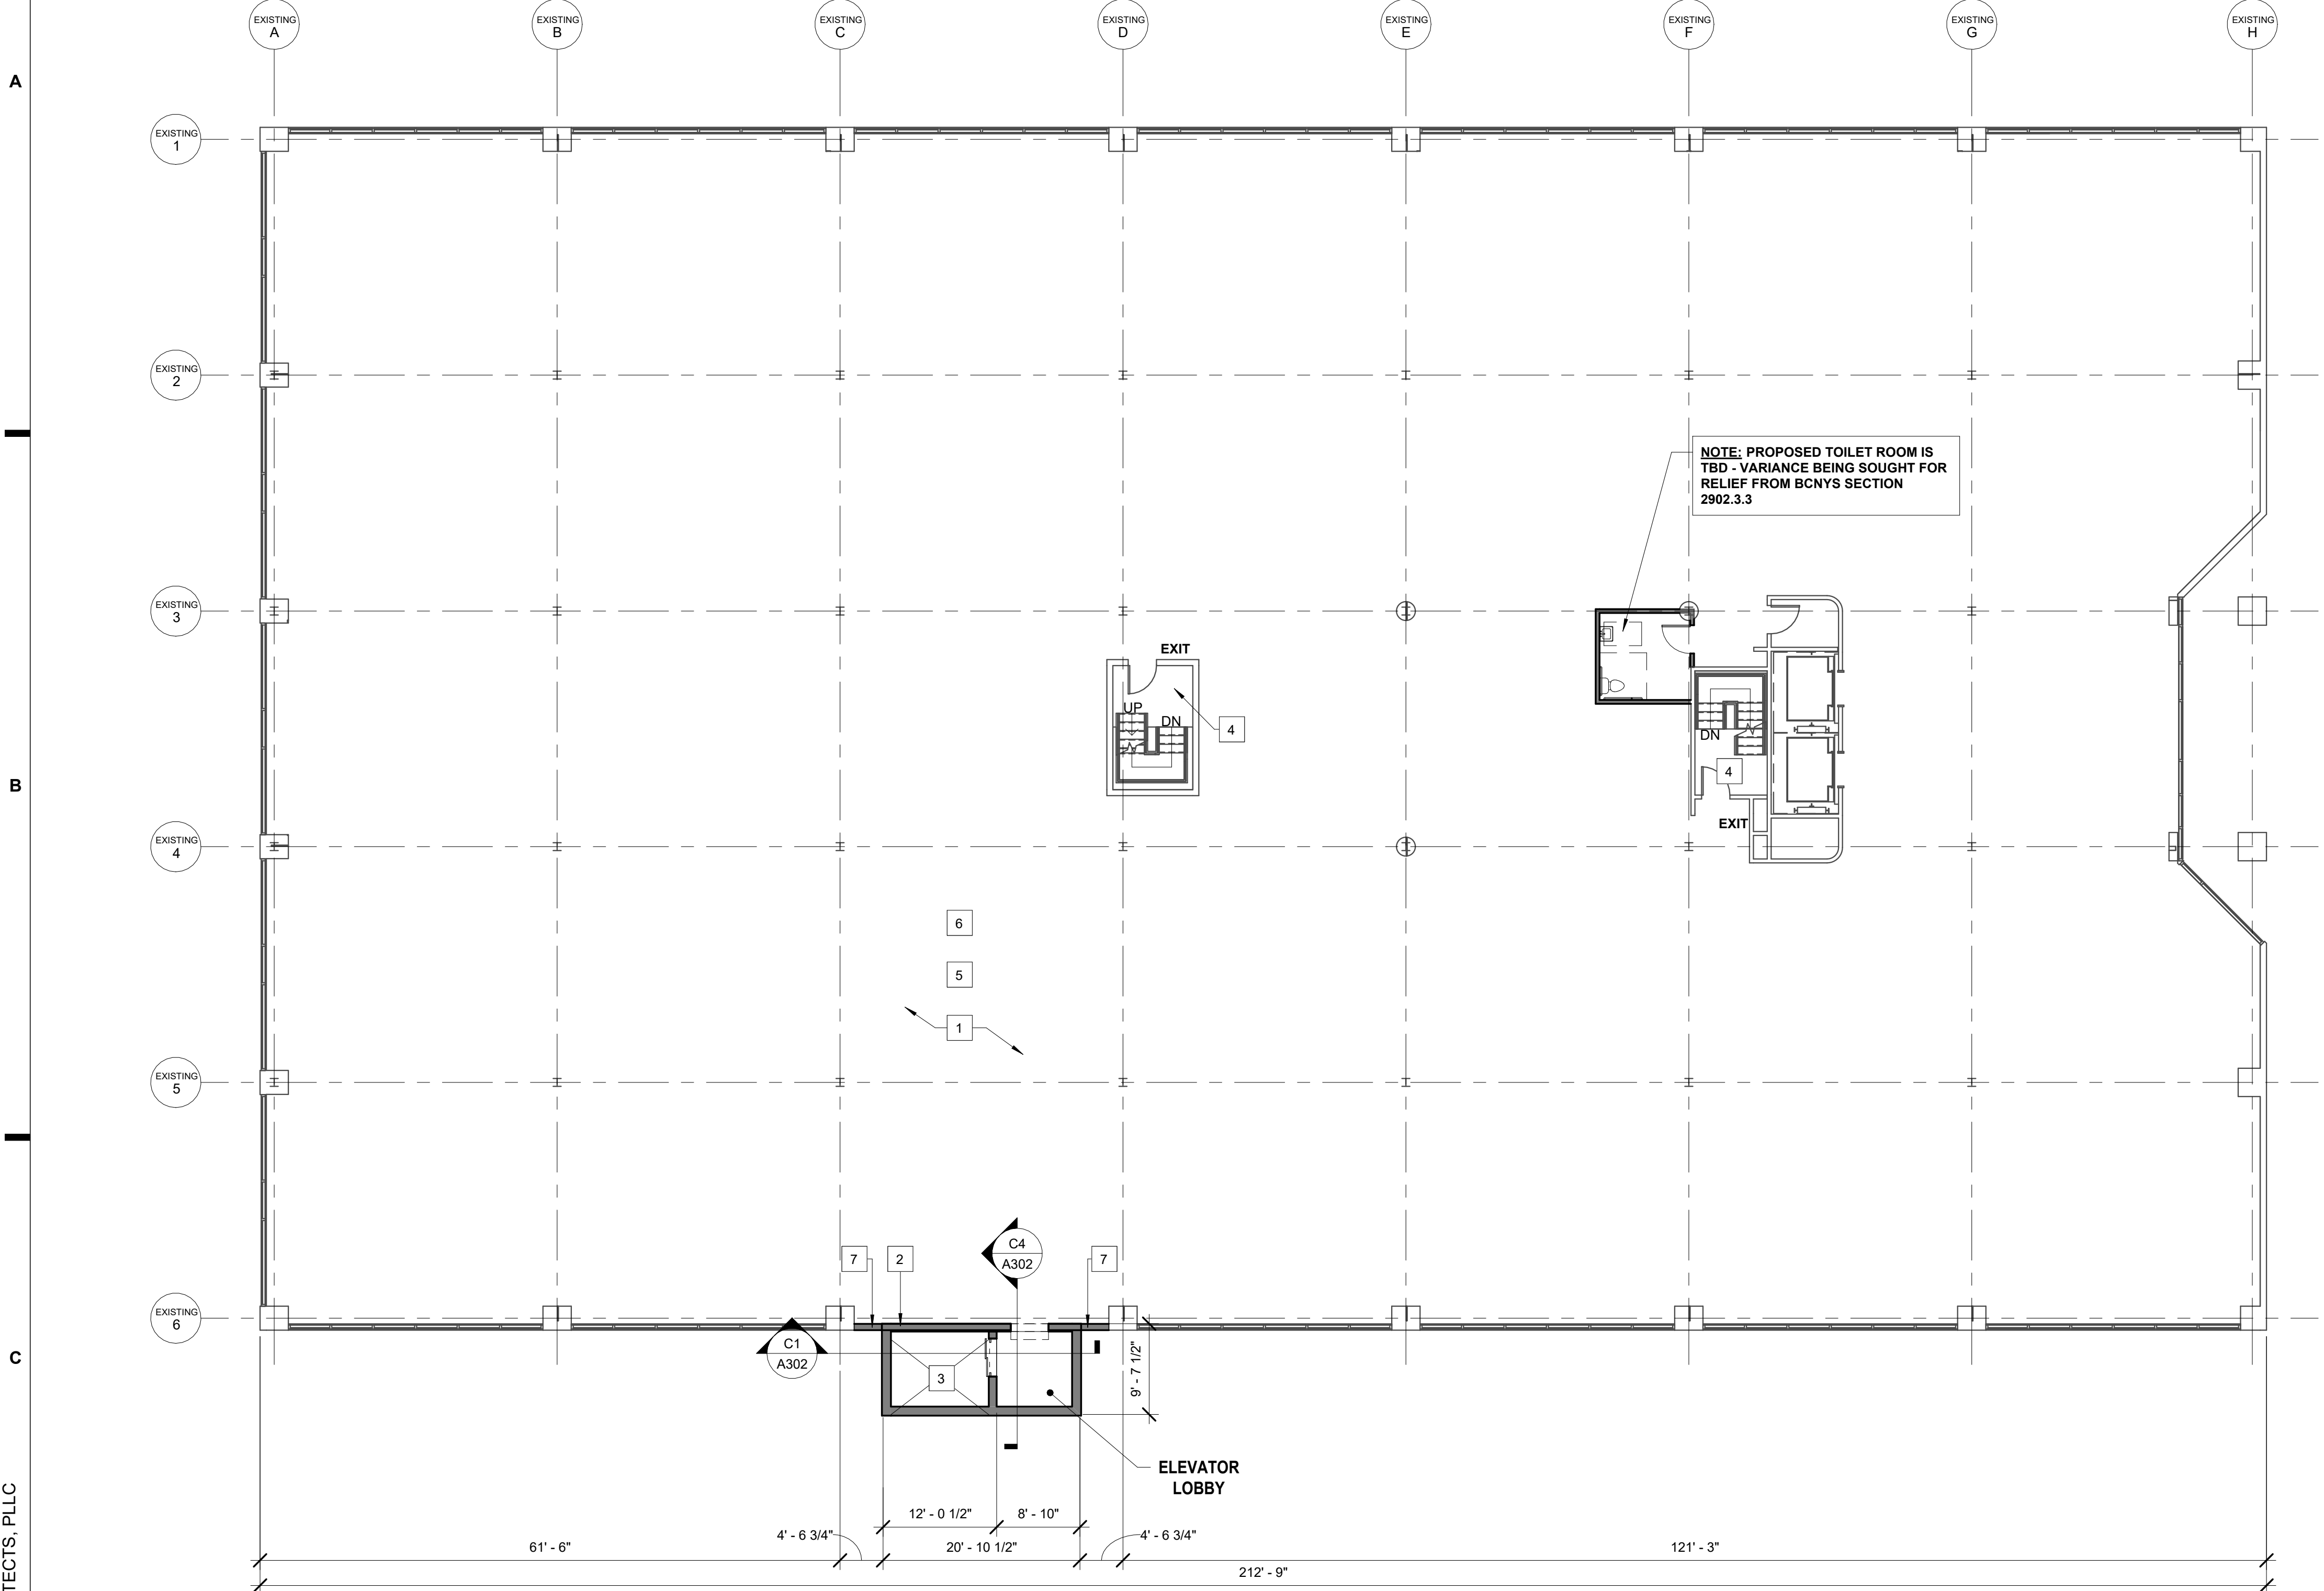 EXISTING
A
EXISTING
B
EXISTING
C
EXISTING
D
EXISTING
E
EXISTING
F
EXISTING
G
EXISTING
H
A
EXISTING
1
EXISTING
2
NOTE: PROPOSED TOILET ROOM IS
TBD - VARIANCE BEING SOUGHT FOR
RELIEF FROM BCNYS SECTION
2902.3.3
EXISTING
3
EXIT
UP
DN
4
DN
4
B
EXIT
EXISTING
4
6
5
1
EXISTING
5
7
2
C4
A302
7
EXISTING
6
C1
A302
C
3
9' - 7 1/2"
ELEVATOR
LOBBY
12' - 0 1/2"
8' - 10"
4' - 6 3/4"
4' - 6 3/4"
61' - 6"
20' - 10 1/2"
121' - 3"
212' - 9"
TECTS, PLLC